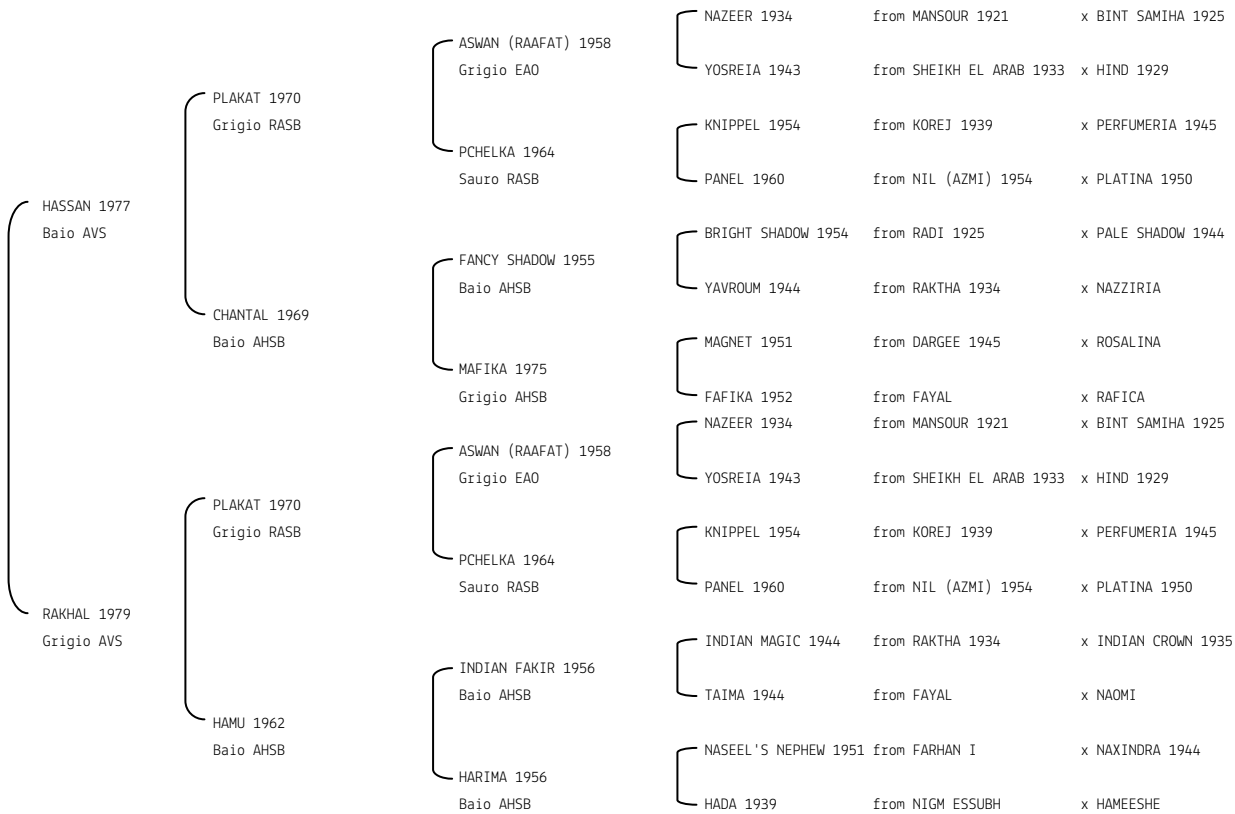 NAZEER 1934 from MANSOUR 1921 x BINT SAMIHA 1925
ASWAN (RAAFAT) 1958
Grigio EAO
YOSREIA 1943 from SHEIKH EL ARAB 1933 x HIND 1929
PLAKAT 1970
Grigio RASB
KNIPPEL 1954 from KOREJ 1939 x PERFUMERIA 1945
PCHELKA 1964
Sauro RASB
PANEL 1960 from NIL (AZMI) 1954 x PLATINA 1950
HASSAN 1977
Baio AVS
BRIGHT SHADOW 1954 from RADI 1925 x PALE SHADOW 1944
FANCY SHADOW 1955
Baio AHSB
YAVROUM 1944 from RAKTHA 1934 x NAZZIRIA
CHANTAL 1969
Baio AHSB
MAGNET 1951 from DARGEE 1945 x ROSALINA
MAFIKA 1975
Grigio AHSB
FAFIKA 1952 from FAYAL x RAFICA
NAZEER 1934 from MANSOUR 1921 x BINT SAMIHA 1925
ASWAN (RAAFAT) 1958
Grigio EAO
YOSREIA 1943 from SHEIKH EL ARAB 1933 x HIND 1929
PLAKAT 1970
Grigio RASB
KNIPPEL 1954 from KOREJ 1939 x PERFUMERIA 1945
PCHELKA 1964
Sauro RASB
PANEL 1960 from NIL (AZMI) 1954 x PLATINA 1950
RAKHAL 1979
Grigio AVS
INDIAN MAGIC 1944 from RAKTHA 1934 x INDIAN CROWN 1935
INDIAN FAKIR 1956
Baio AHSB
TAIMA 1944 from FAYAL x NAOMI
HAMU 1962
Baio AHSB
NASEEL'S NEPHEW 1951 from FARHAN I x NAXINDRA 1944
HARIMA 1956
Baio AHSB
HADA 1939 from NIGM ESSUBH x HAMEESHE